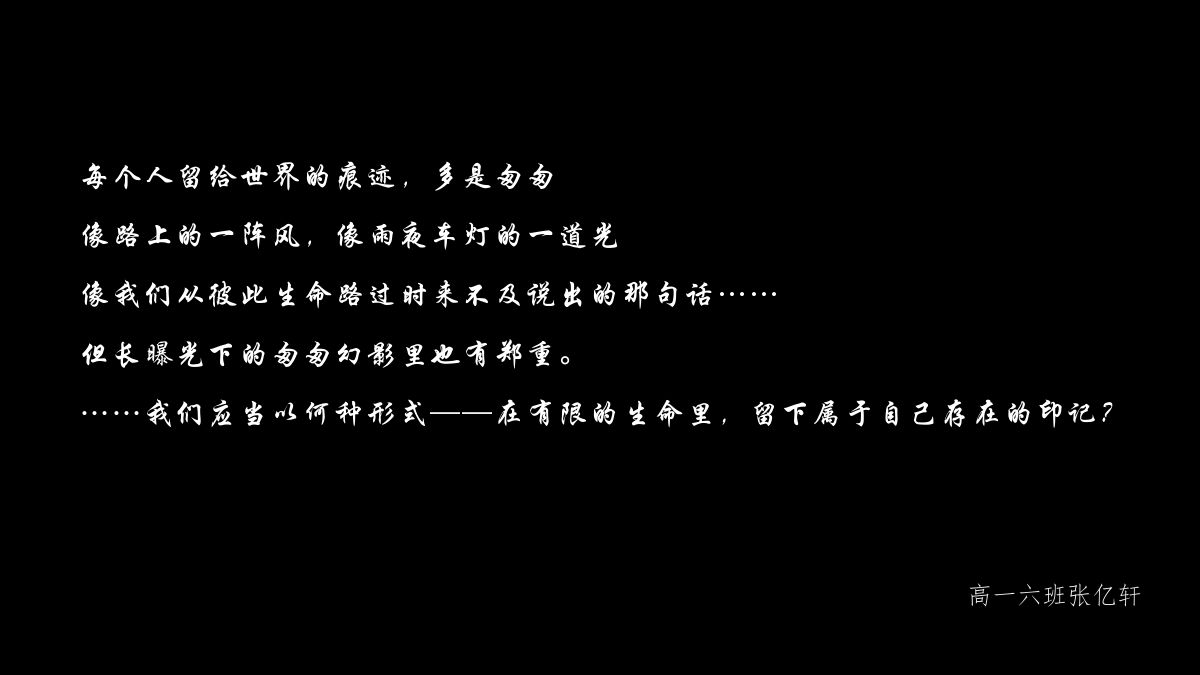 每个人留给世界的痕迹，多是匆匆
像路上的一阵风，像雨夜车灯的一道光
像我们从彼此生命路过时来不及说出的那句话……
但长曝光下的匆匆幻影里也有郑重。
……我们应当以何种形式——在有限的生命里，留下属于自己存在的印记？
高一六班张亿轩